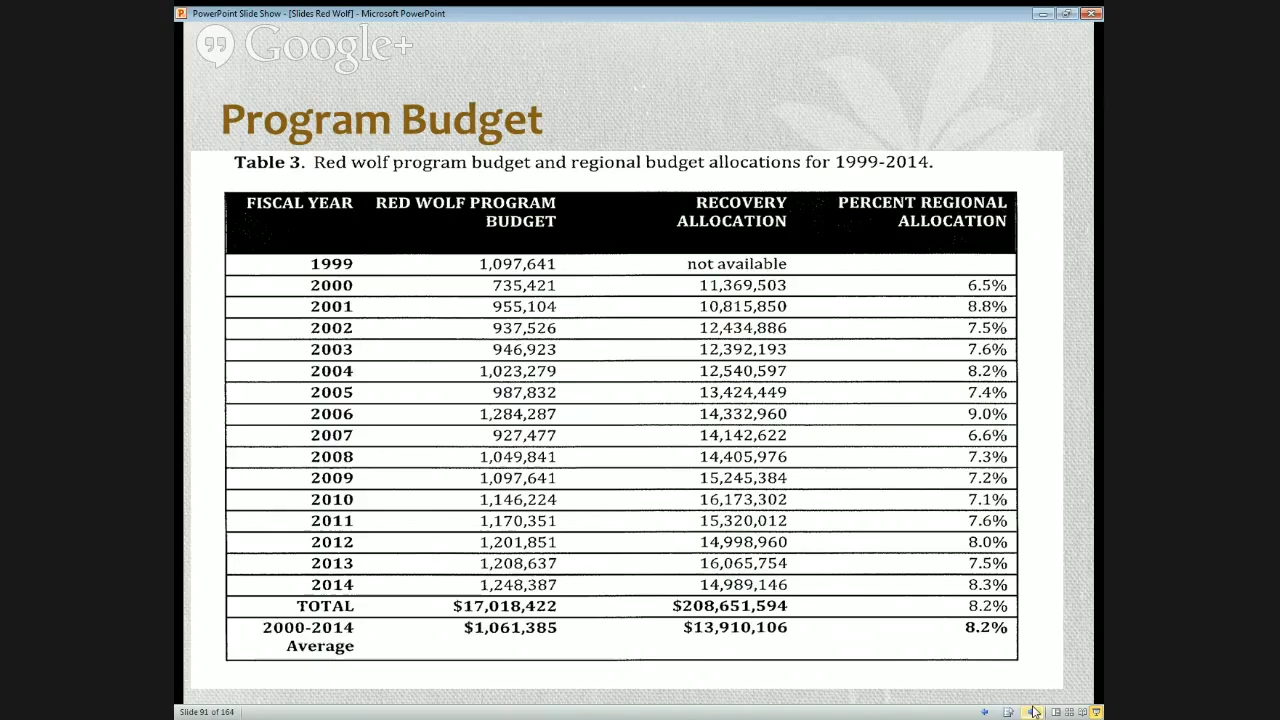 PowerPoint Slide Show - [Slides Red Wolf] - Microsoft PowerPoint
Google+
Program Budget
Table 3. Red wolf program budget and regional budget allocations for 1999-2014.
FISCAL YEAR RED WOLF PROGRAM BUDGET RECOVERY ALLOCATION PERCENT REGIONAL ALLOCATION
1999 1,097,641 not available
2000 735,421 11,369,503 6.5%
2001 955,104 10,815,850 8.8%
2002 937,526 12,434,886 7.5%
2003 946,923 12,392,193 7.6%
2004 1,023,279 12,540,597 8.2%
2005 987,832 13,424,449 7.4%
2006 1,284,287 14,332,960 9.0%
2007 927,477 14,142,622 6.6%
2008 1,049,841 14,405,976 7.3%
2009 1,097,641 15,245,384 7.2%
2010 1,146,224 16,173,302 7.1%
2011 1,170,351 15,320,012 7.6%
2012 1,201,851 14,998,960 8.0%
2013 1,208,637 16,065,754 7.5%
2014 1,248,387 14,989,146 8.3%
TOTAL $17,018,422 $208,651,594 8.2%
2000-2014 $1,061,385 $13,910,106 8.2%
Average
Slide 91 of 164